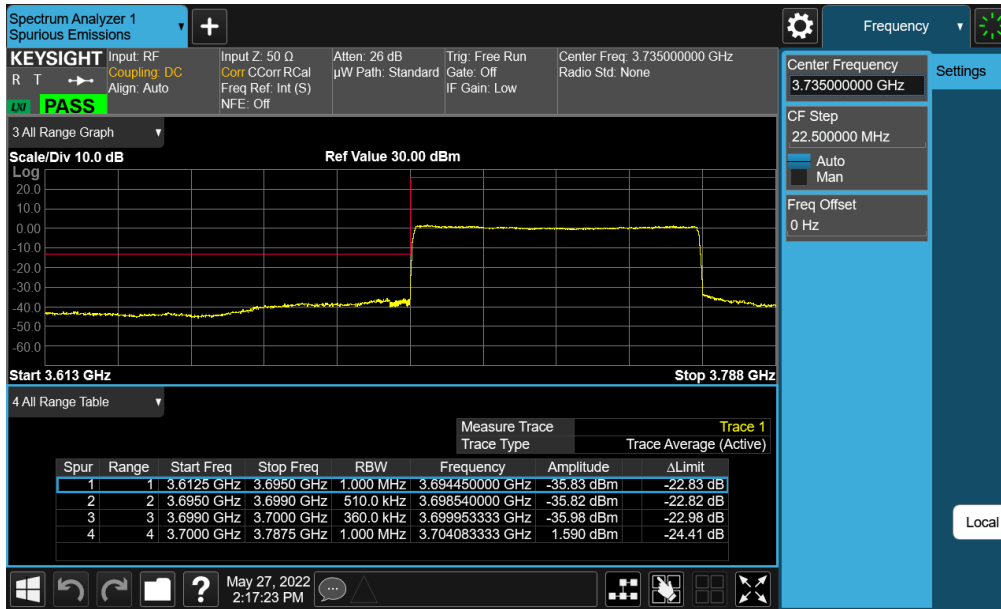 Spectrum Analyzer 1
Spurious Emissions
Frequency
KEYSIGHT Input: RF Input Z: 50 Ω Atten: 26 dB Trig: Free Run Center Freq: 3.735000000 GHz
R T Coupling: DC Corr CCorr RCal µW Path: Standard Gate: Off Radio Std: None
Align: Auto Freq Ref: Int (S) IF Gain: Low
LXI PASS NFE: Off
Center Frequency
3.735000000 GHz
Settings
CF Step
22.500000 MHz
Auto
Man
Freq Offset
0 Hz
3 All Range Graph
Scale/Div 10.0 dB Ref Value 30.00 dBm
Log
20.0
10.0
0.00
-10.0
-20.0
-30.0
-40.0
-50.0
-60.0
Start 3.613 GHz Stop 3.788 GHz
4 All Range Table
Measure Trace Trace 1
Trace Type Trace Average (Active)
Spur Range Start Freq Stop Freq RBW Frequency Amplitude ΔLimit
1 1 3.6125 GHz 3.6950 GHz 1.000 MHz 3.694450000 GHz -35.83 dBm -22.83 dB
2 2 3.6950 GHz 3.6990 GHz 510.0 kHz 3.698540000 GHz -35.82 dBm -22.82 dB
3 3 3.6990 GHz 3.7000 GHz 360.0 kHz 3.699953333 GHz -35.98 dBm -22.98 dB
4 4 3.7000 GHz 3.7875 GHz 1.000 MHz 3.704083333 GHz 1.590 dBm -24.41 dB
Local
May 27, 2022
2:17:23 PM